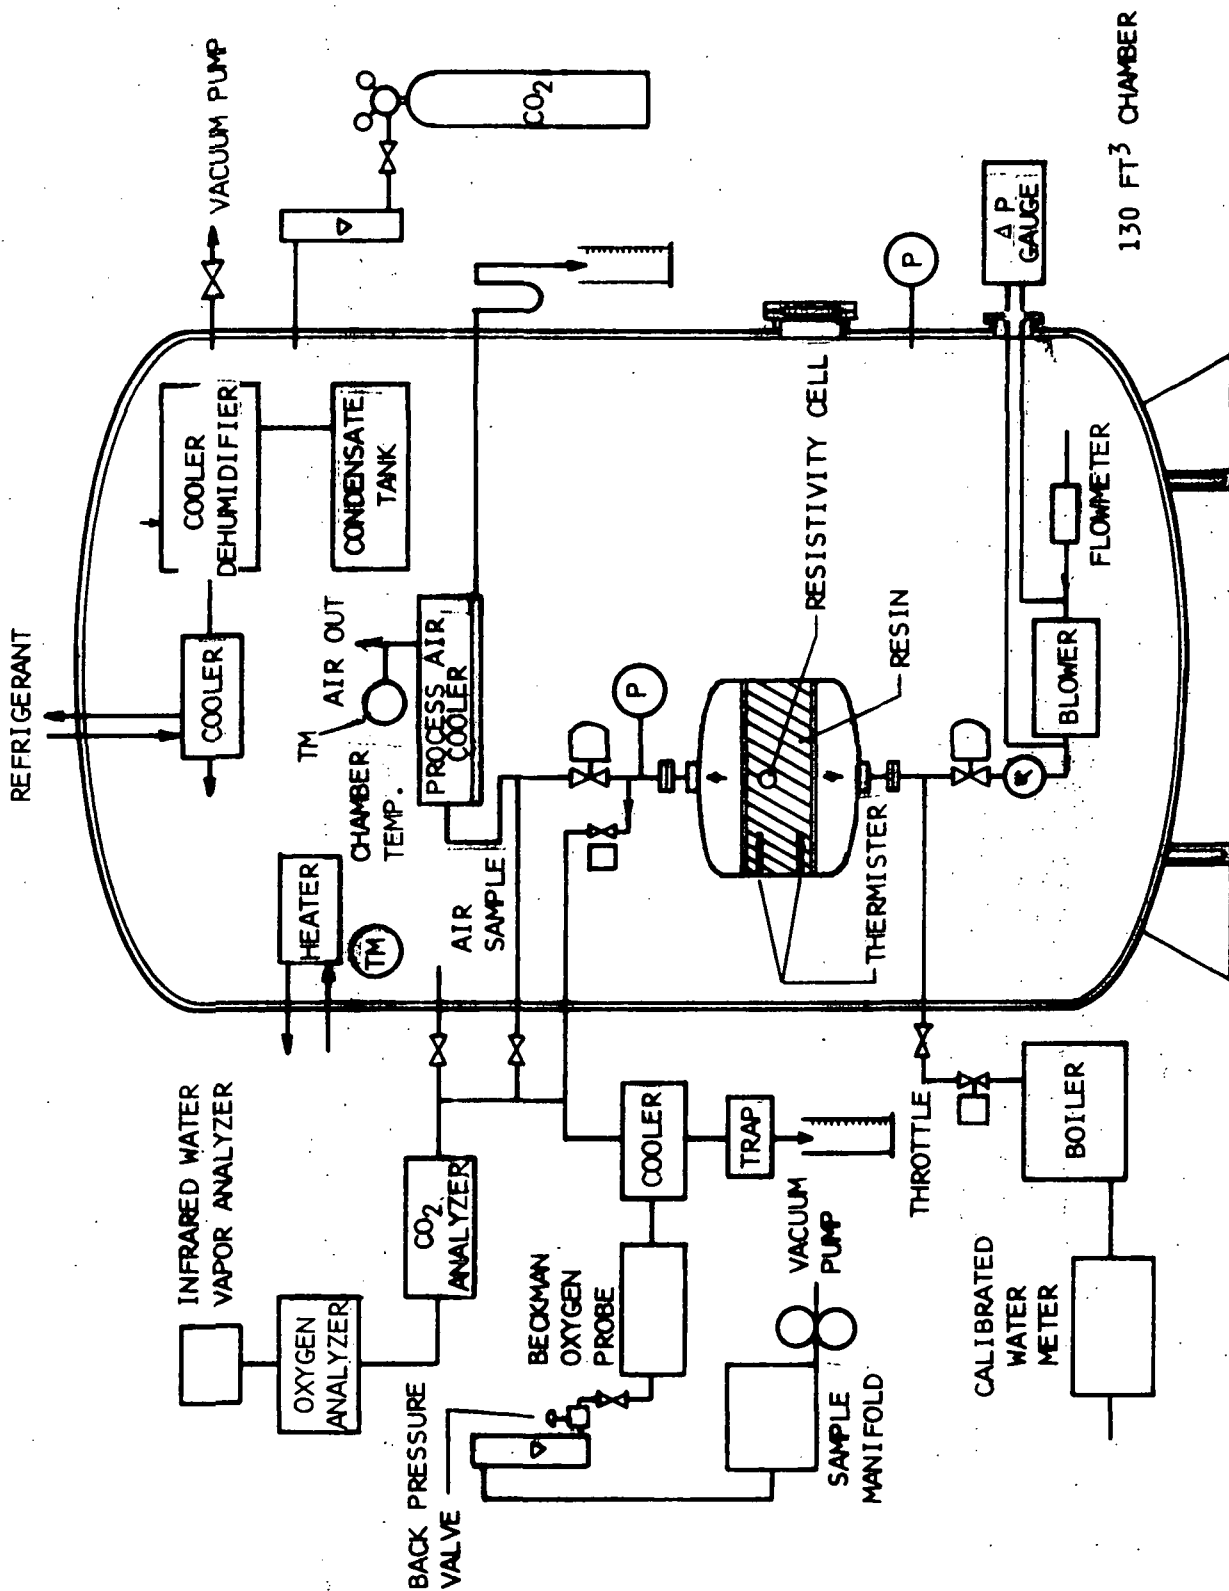 REFRIGERANT
VACUUM PUMP
CO2
COOLER
DEHUMIDIFIER
CONDENSATE
TANK
COOLER
AIR OUT
TM
PROCESS AIR
COOLER
CHAMBER
TEMP.
HEATER
TM
AIR
SAMPLE
P
P
Δ P
GAUGE
130 FT3 CHAMBER
RESISTIVITY CELL
RESIN
THERMISTER
FLOWMETER
BLOWER
INFRARED WATER
VAPOR ANALYZER
OXYGEN
ANALYZER
CO2
ANALYZER
COOLER
TRAP
BECKMAN
OXYGEN
PROBE
VACUUM
PUMP
BACK PRESSURE
VALVE
SAMPLE
MANIFOLD
THROTTLE
BOILER
CALIBRATED
WATER
METER